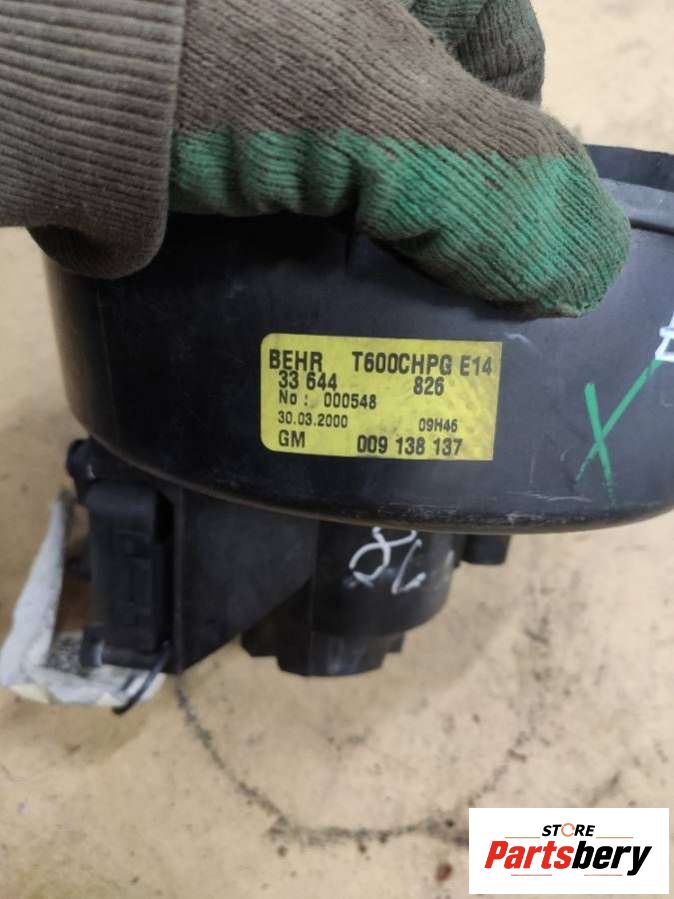 BEHR T600CHPG E14
33 644 826
No : 000548
30.03.2000 09H46
GM 009 138 137
STORE
Partsbery